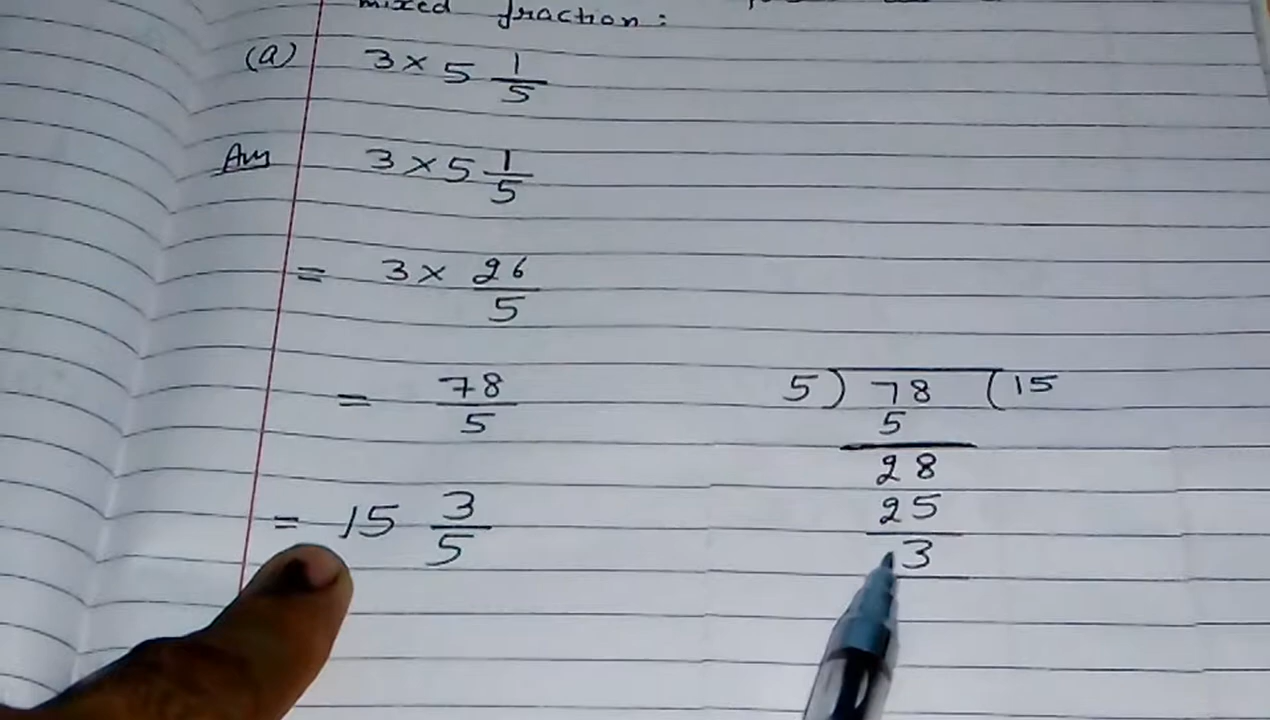 mixed fraction:
(a) 3 × 5 1/5
Ans 3 × 5 1/5
= 3 × 26/5
= 78/5
= 15 3/5
5 ) 78 ( 15
5
28
25
3